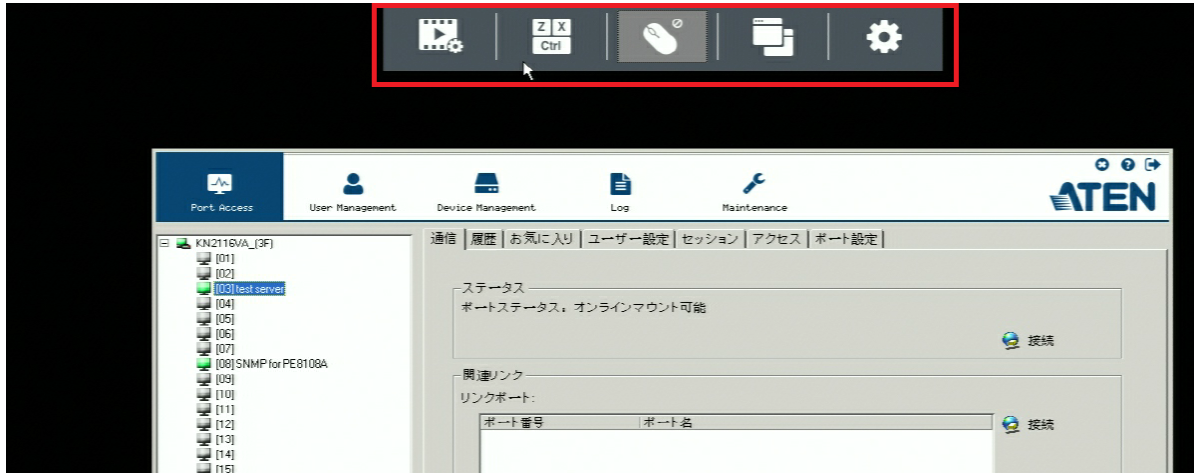 Z X
Ctrl
ATEN
Port Access
User Management
Device Management
Log
Maintenance
KN2116VA_(3F)
[01]
[02]
[03]test server
[04]
[05]
[06]
[07]
[08]SNMP for PE8108A
[09]
[10]
[11]
[12]
[13]
[14]
[15]
通信
履歴
お気に入り
ユーザー設定
セッション
アクセス
ポート設定
ステータス
ポートステータス: オンラインマウント可能
接続
関連リンク
リンクポート:
ポート番号
ポート名
接続